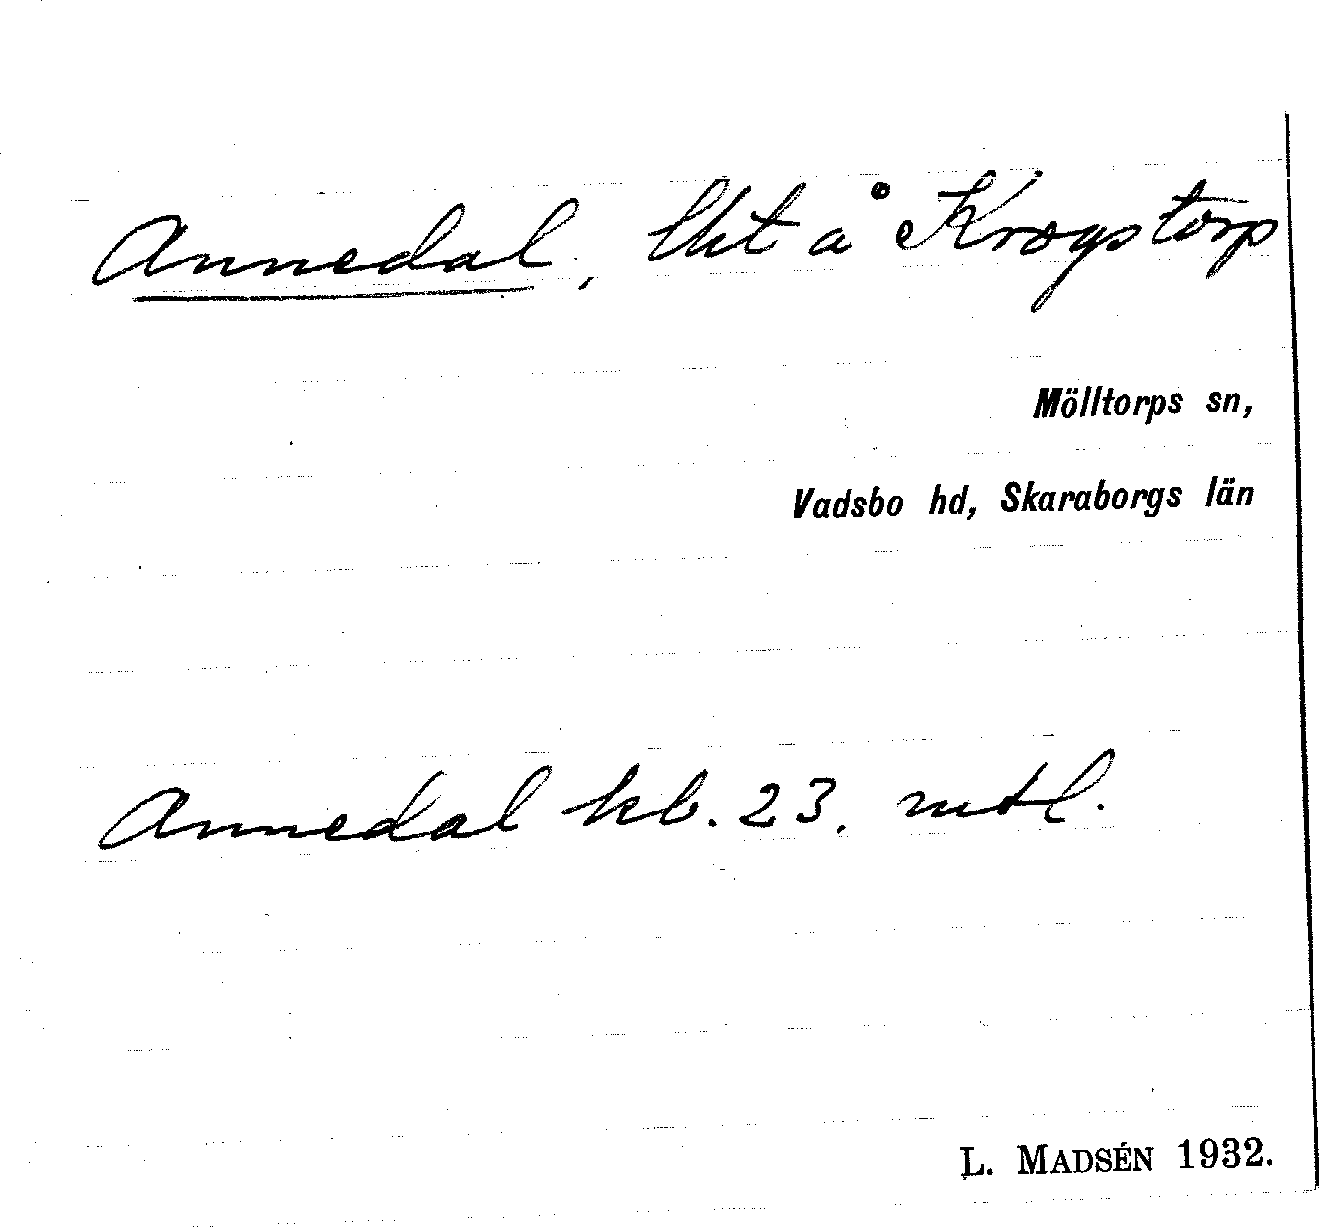 Annedal, lht å Krogstorp
Mölltorps sn,
Vadsbo hd, Skaraborgs län
Annedal kb. 23. mtl.
L. MADSÉN 1932.